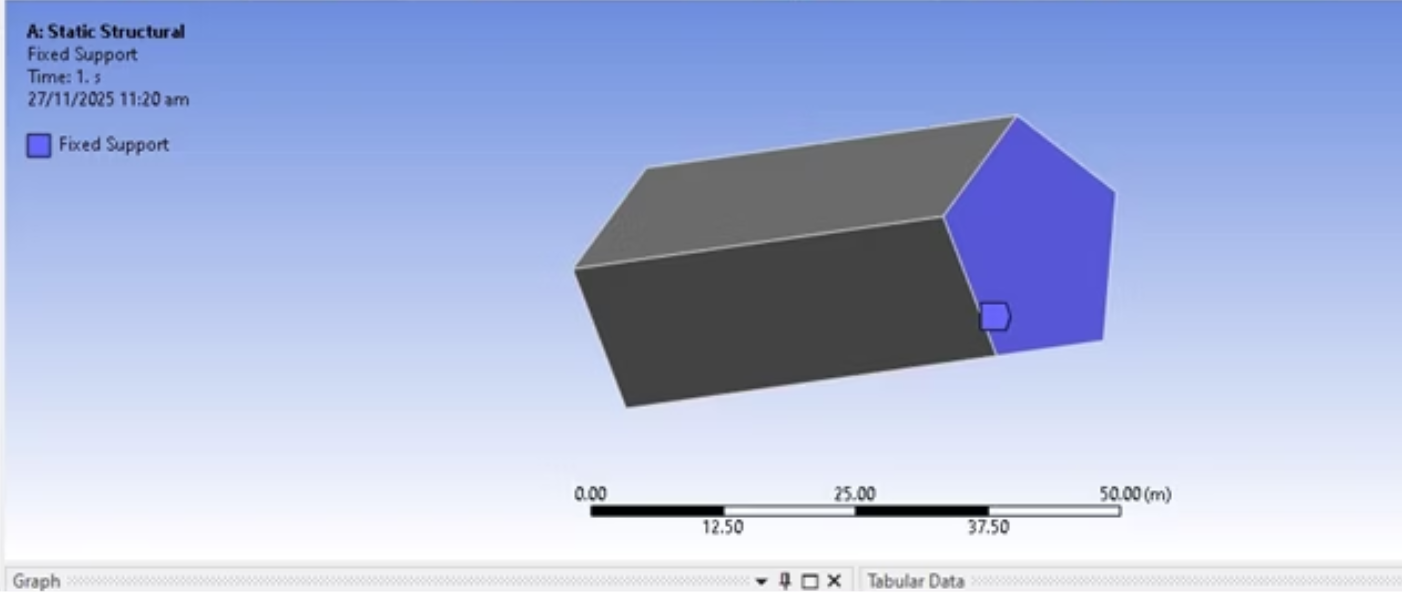 A: Static Structural
Fixed Support
Time: 1. s
27/11/2025 11:20 am
Fixed Support
0.00 25.00 50.00 (m)
12.50 37.50
Graph Tabular Data